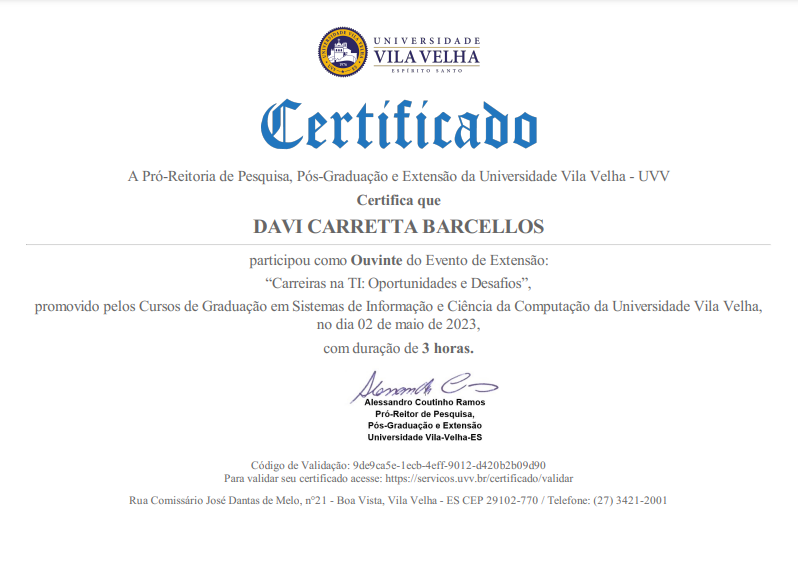 UNIVERSIDADE
VILA VELHA
ESPÍRITO SANTO
Certificado
A Pró-Reitoria de Pesquisa, Pós-Graduação e Extensão da Universidade Vila Velha - UVV
Certifica que
DAVI CARRETTA BARCELLOS
participou como Ouvinte do Evento de Extensão:
“Carreiras na TI: Oportunidades e Desafios”,
promovido pelos Cursos de Graduação em Sistemas de Informação e Ciência da Computação da Universidade Vila Velha,
no dia 02 de maio de 2023,
com duração de 3 horas.
Alessandro Coutinho Ramos
Pró-Reitor de Pesquisa,
Pós-Graduação e Extensão
Universidade Vila-Velha-ES
Código de Validação: 9de9ca5e-1ecb-4eff-9012-d420b2b09d90
Para validar seu certificado acesse: https://servicos.uvv.br/certificado/validar
Rua Comissário José Dantas de Melo, n°21 - Boa Vista, Vila Velha - ES CEP 29102-770 / Telefone: (27) 3421-2001